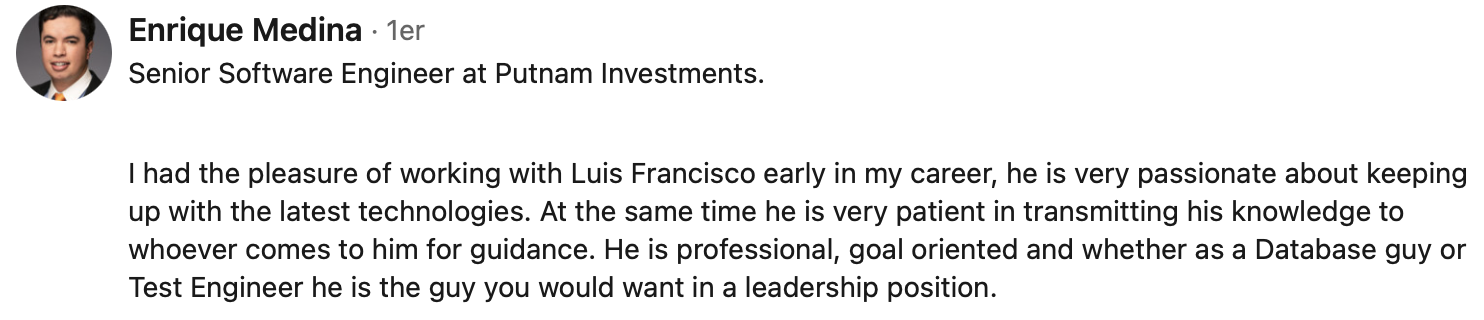 Enrique Medina · 1er
Senior Software Engineer at Putnam Investments.
I had the pleasure of working with Luis Francisco early in my career, he is very passionate about keeping
up with the latest technologies. At the same time he is very patient in transmitting his knowledge to
whoever comes to him for guidance. He is professional, goal oriented and whether as a Database guy or
Test Engineer he is the guy you would want in a leadership position.